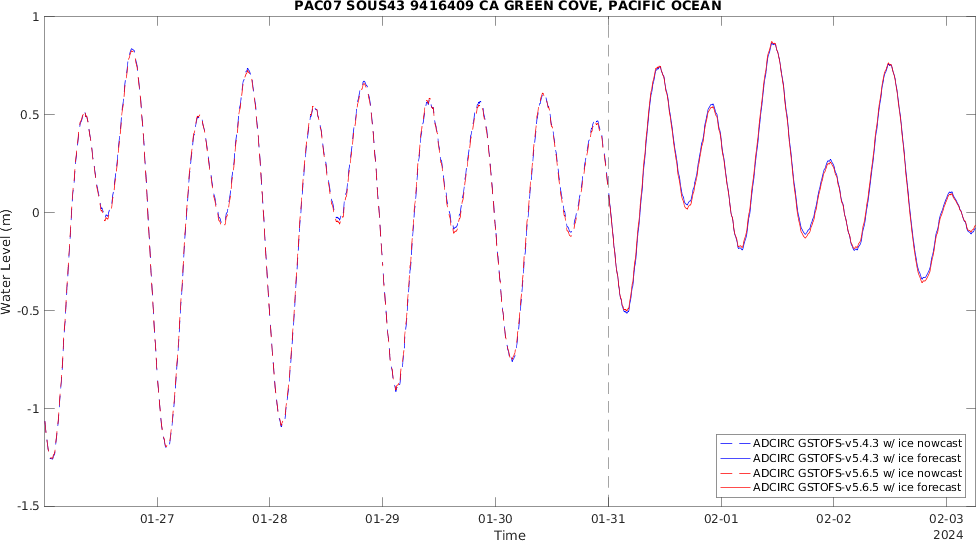 PAC07 SOUS43 9416409 CA GREEN COVE, PACIFIC OCEAN
1
0.5
0
-0.5
-1
-1.5
Water Level (m)
01-27 01-28 01-29 01-30 01-31 02-01 02-02 02-03
2024
Time
ADCIRC GSTOFS-v5.4.3 w/ ice nowcast
ADCIRC GSTOFS-v5.4.3 w/ ice forecast
ADCIRC GSTOFS-v5.6.5 w/ ice nowcast
ADCIRC GSTOFS-v5.6.5 w/ ice forecast